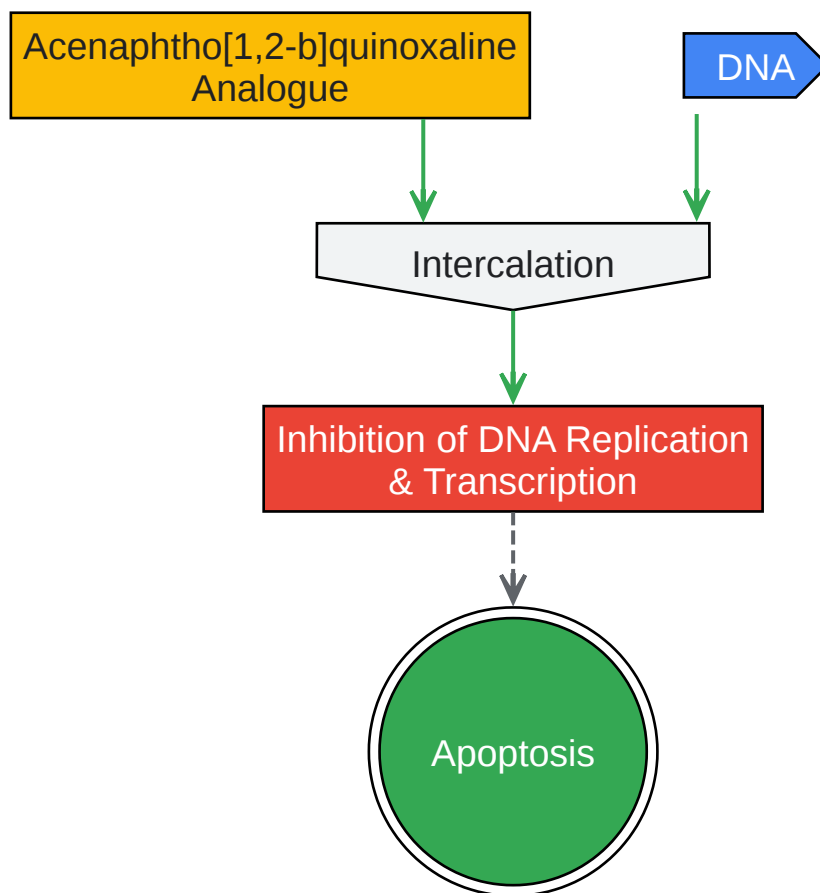 Acenaphtho[1,2-b]quinoxaline
Analogue
DNA
Intercalation
Inhibition of DNA Replication
& Transcription
Apoptosis